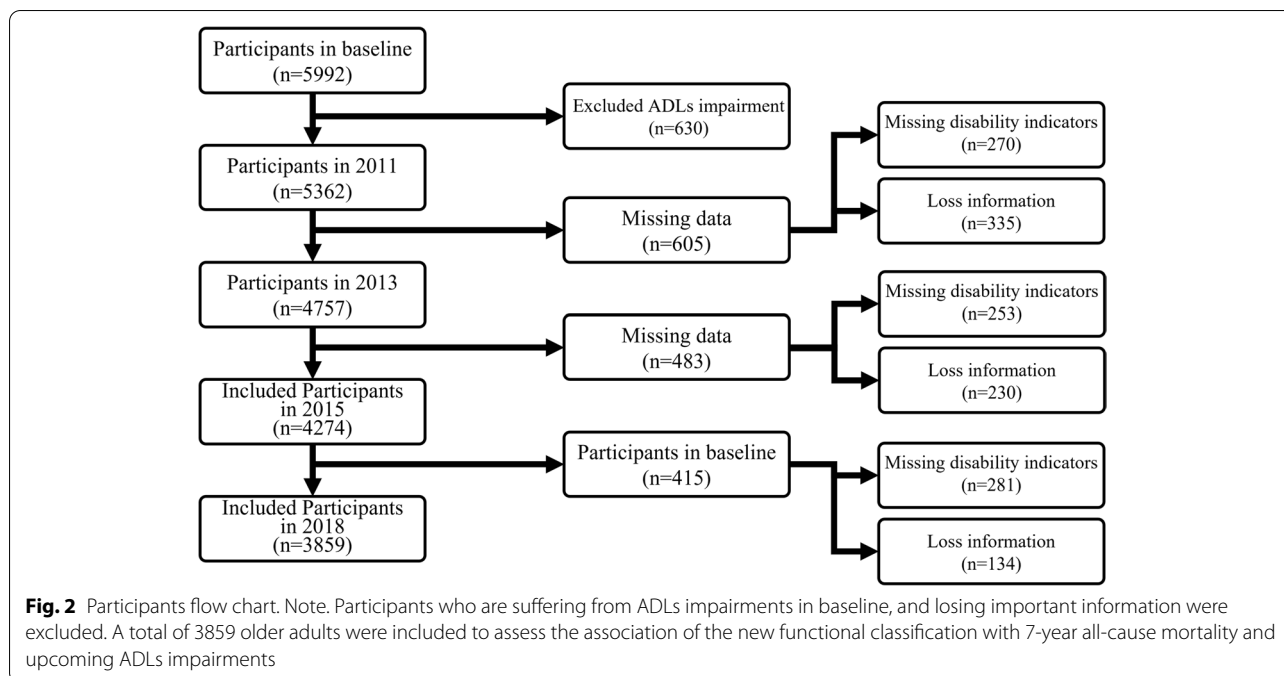 Participants in baseline
(n=5992)
Excluded ADLs impairment
(n=630)
Missing disability indicators
(n=270)
Participants in 2011
(n=5362)
Loss information
(n=335)
Missing data
(n=605)
Participants in 2013
(n=4757)
Missing disability indicators
(n=253)
Missing data
(n=483)
Loss information
(n=230)
Included Participants
in 2015
(n=4274)
Participants in baseline
(n=415)
Missing disability indicators
(n=281)
Included Participants
in 2018
(n=3859)
Loss information
(n=134)
Fig. 2 Participants flow chart. Note. Participants who are suffering from ADLs impairments in baseline, and losing important information were
excluded. A total of 3859 older adults were included to assess the association of the new functional classification with 7-year all-cause mortality and
upcoming ADLs impairments